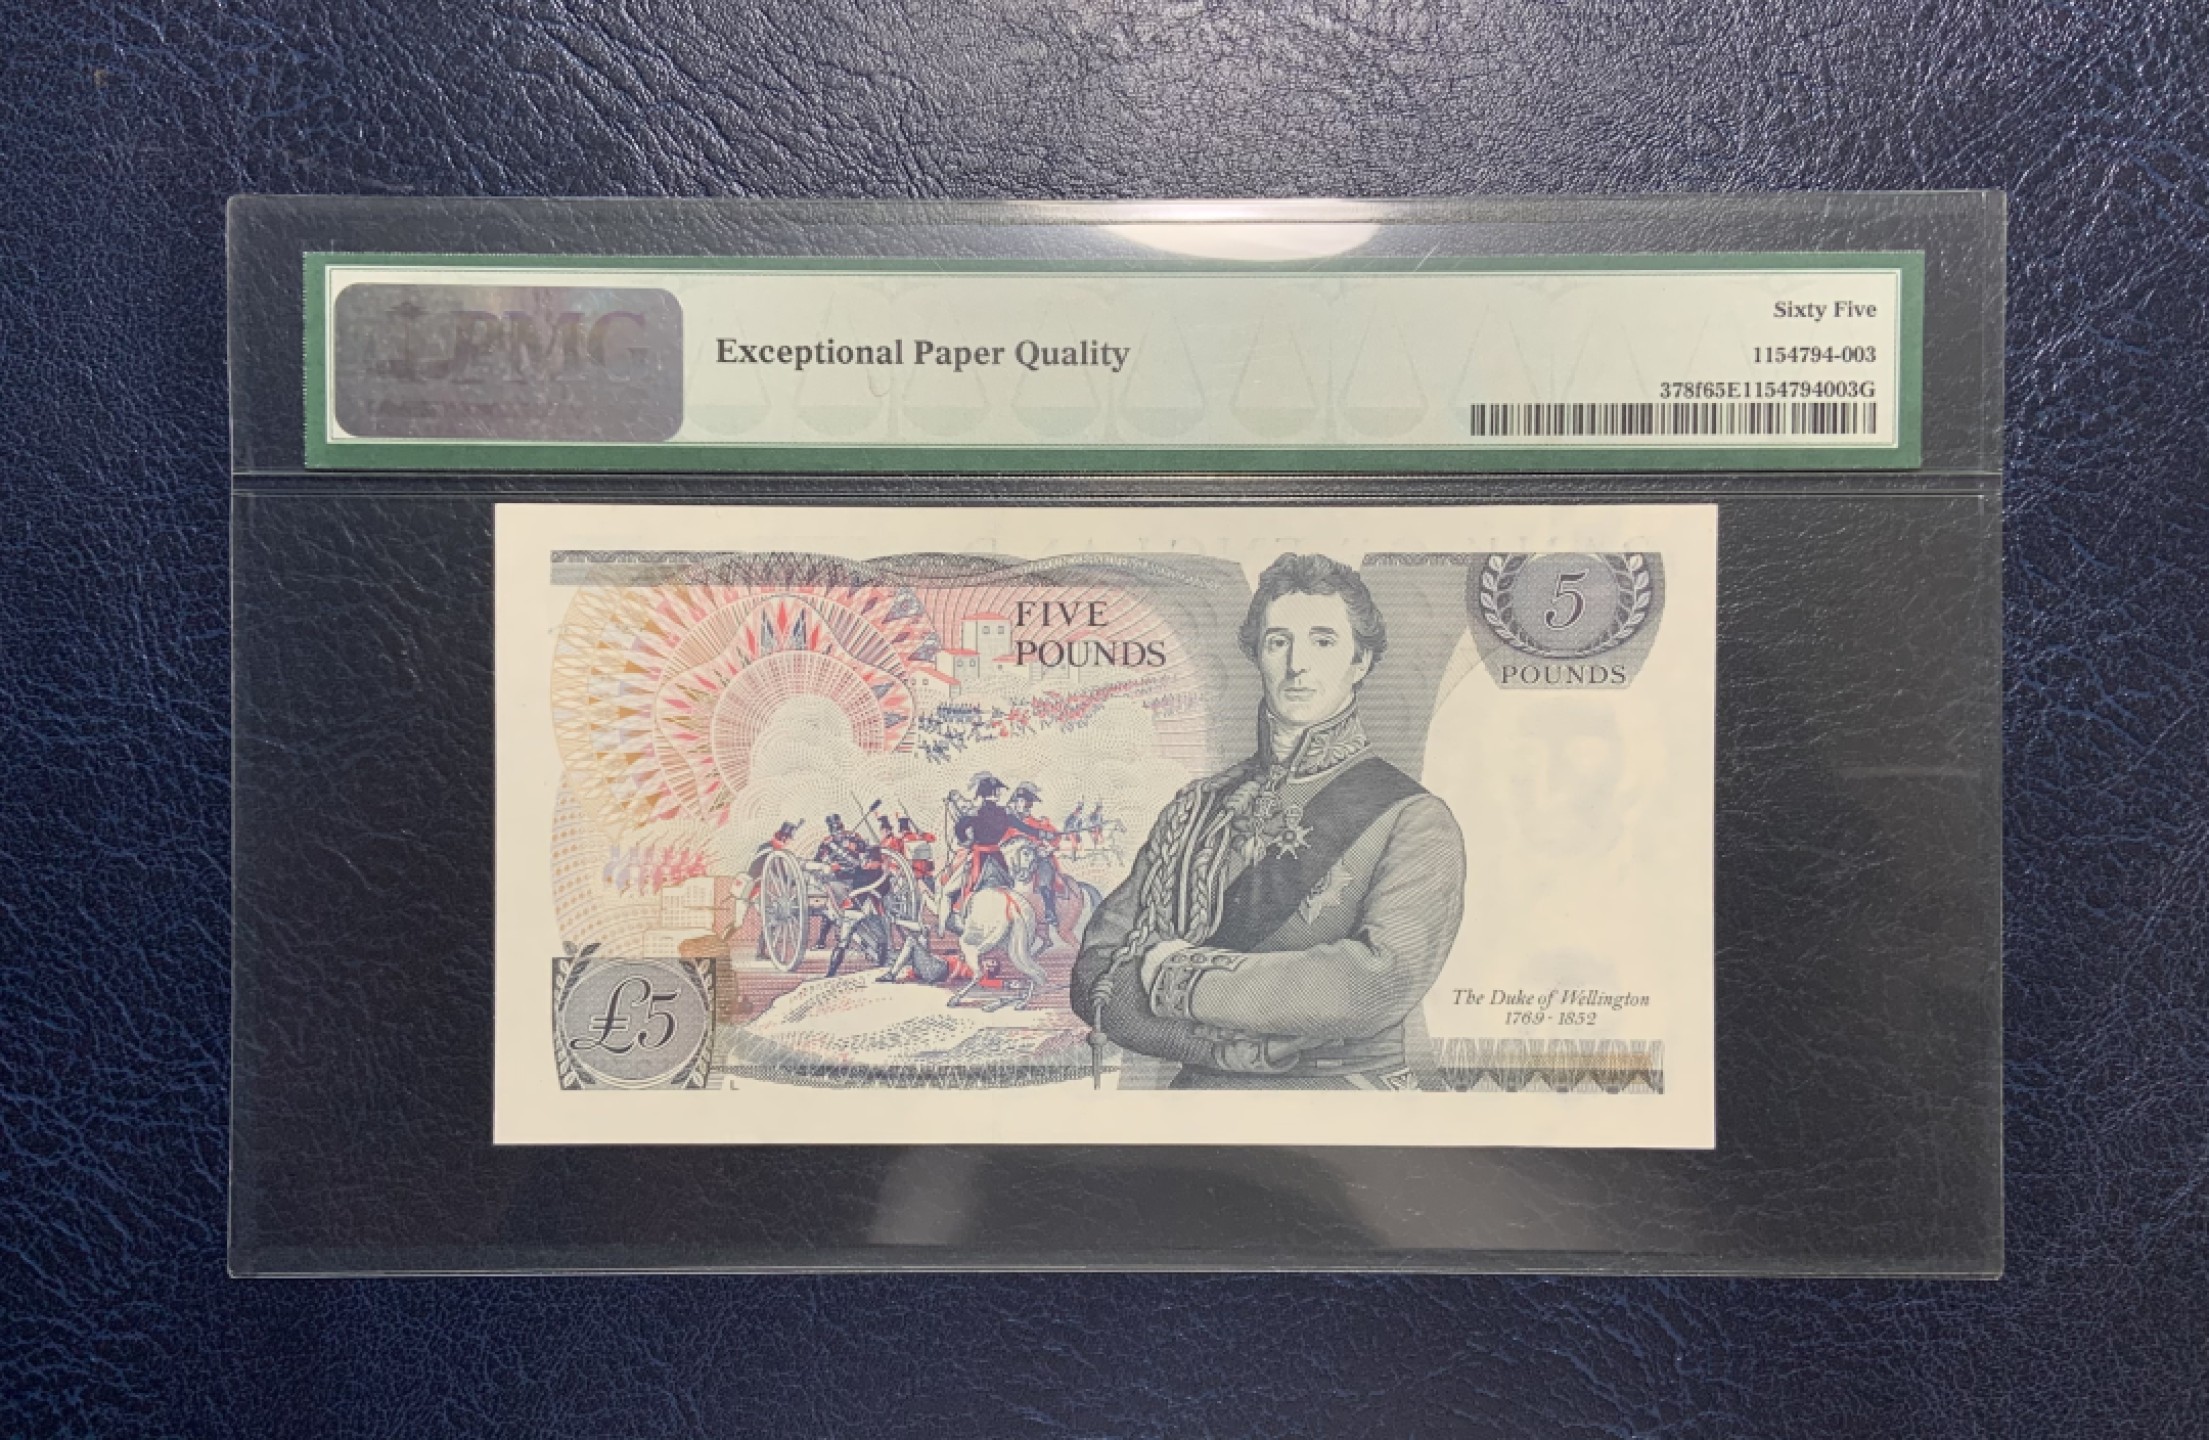 PMG
Exceptional Paper Quality
Sixty Five
1154794-003
378f65E1154794003G
FIVE
POUNDS
5
POUNDS
The Duke of Wellington
1769 - 1852
£5
L